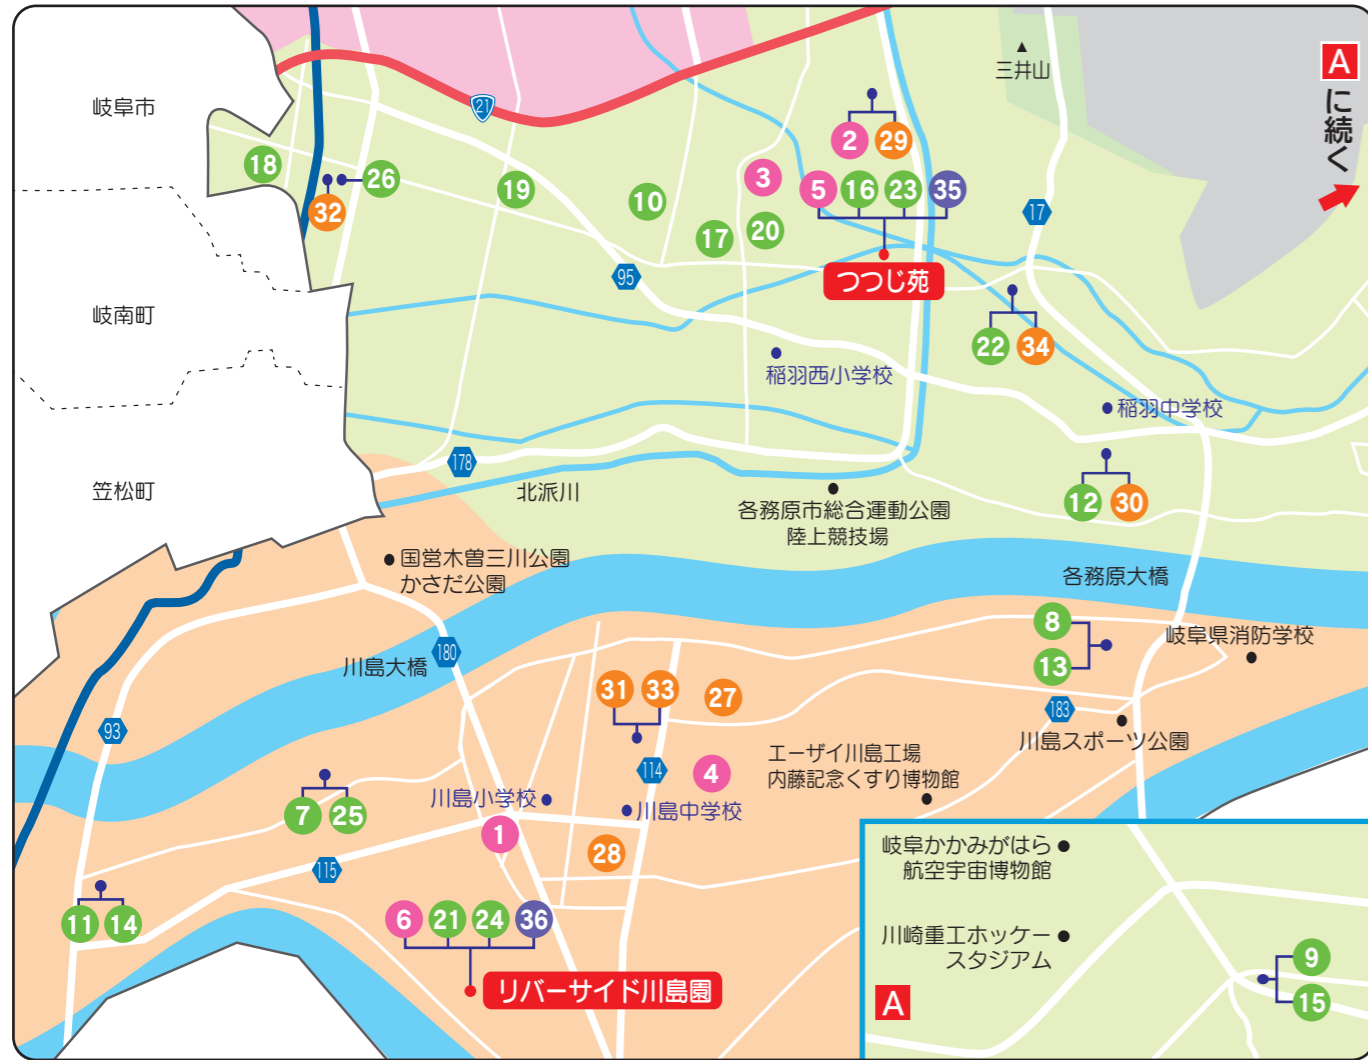 岐阜市
岐南町
笠松町
21
三井山
A
に続く
2
29
18
26
32
19
10
3
17
20
5
16
23
35
つつじ苑
17
95
22
34
稲羽西小学校
稲羽中学校
178
北派川
各務原市総合運動公園
陸上競技場
12
30
国営木曽三川公園
かさだ公園
各務原大橋
8
13
岐阜県消防学校
川島大橋
180
31
33
27
183
川島スポーツ公園
93
エーザイ川島工場
内藤記念くすり博物館
114
4
7
25
川島小学校
川島中学校
1
28
115
11
14
6
21
24
36
リバーサイド川島園
岐阜かかみがはら
航空宇宙博物館
川崎重工ホッケー
スタジアム
A
9
15